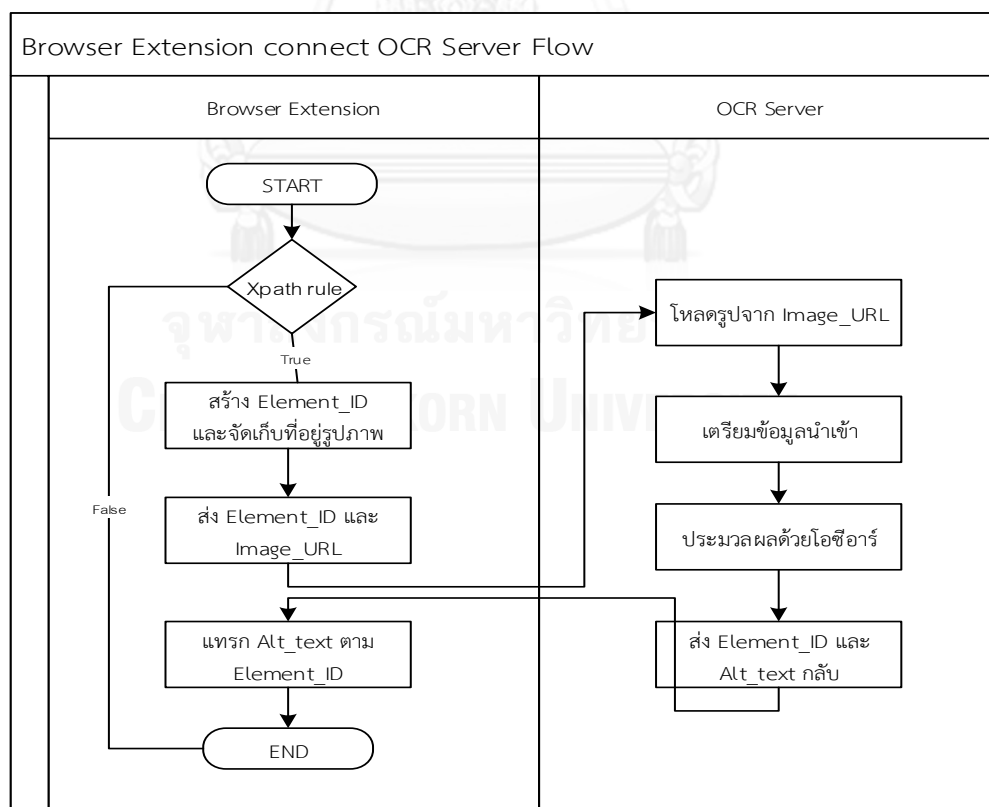 Browser Extension connect OCR Server Flow
Browser Extension
OCR Server
START
Xpath rule
True
False
สร้าง Element_ID
และจัดเก็บที่อยู่รูปภาพ
ส่ง Element_ID และ
Image_URL
แทรก Alt_text ตาม
Element_ID
END
โหลดรูปจาก Image_URL
เตรียมข้อมูลนำเข้า
ประมวลผลด้วยโอซีอาร์
ส่ง Element_ID และ
Alt_text กลับ